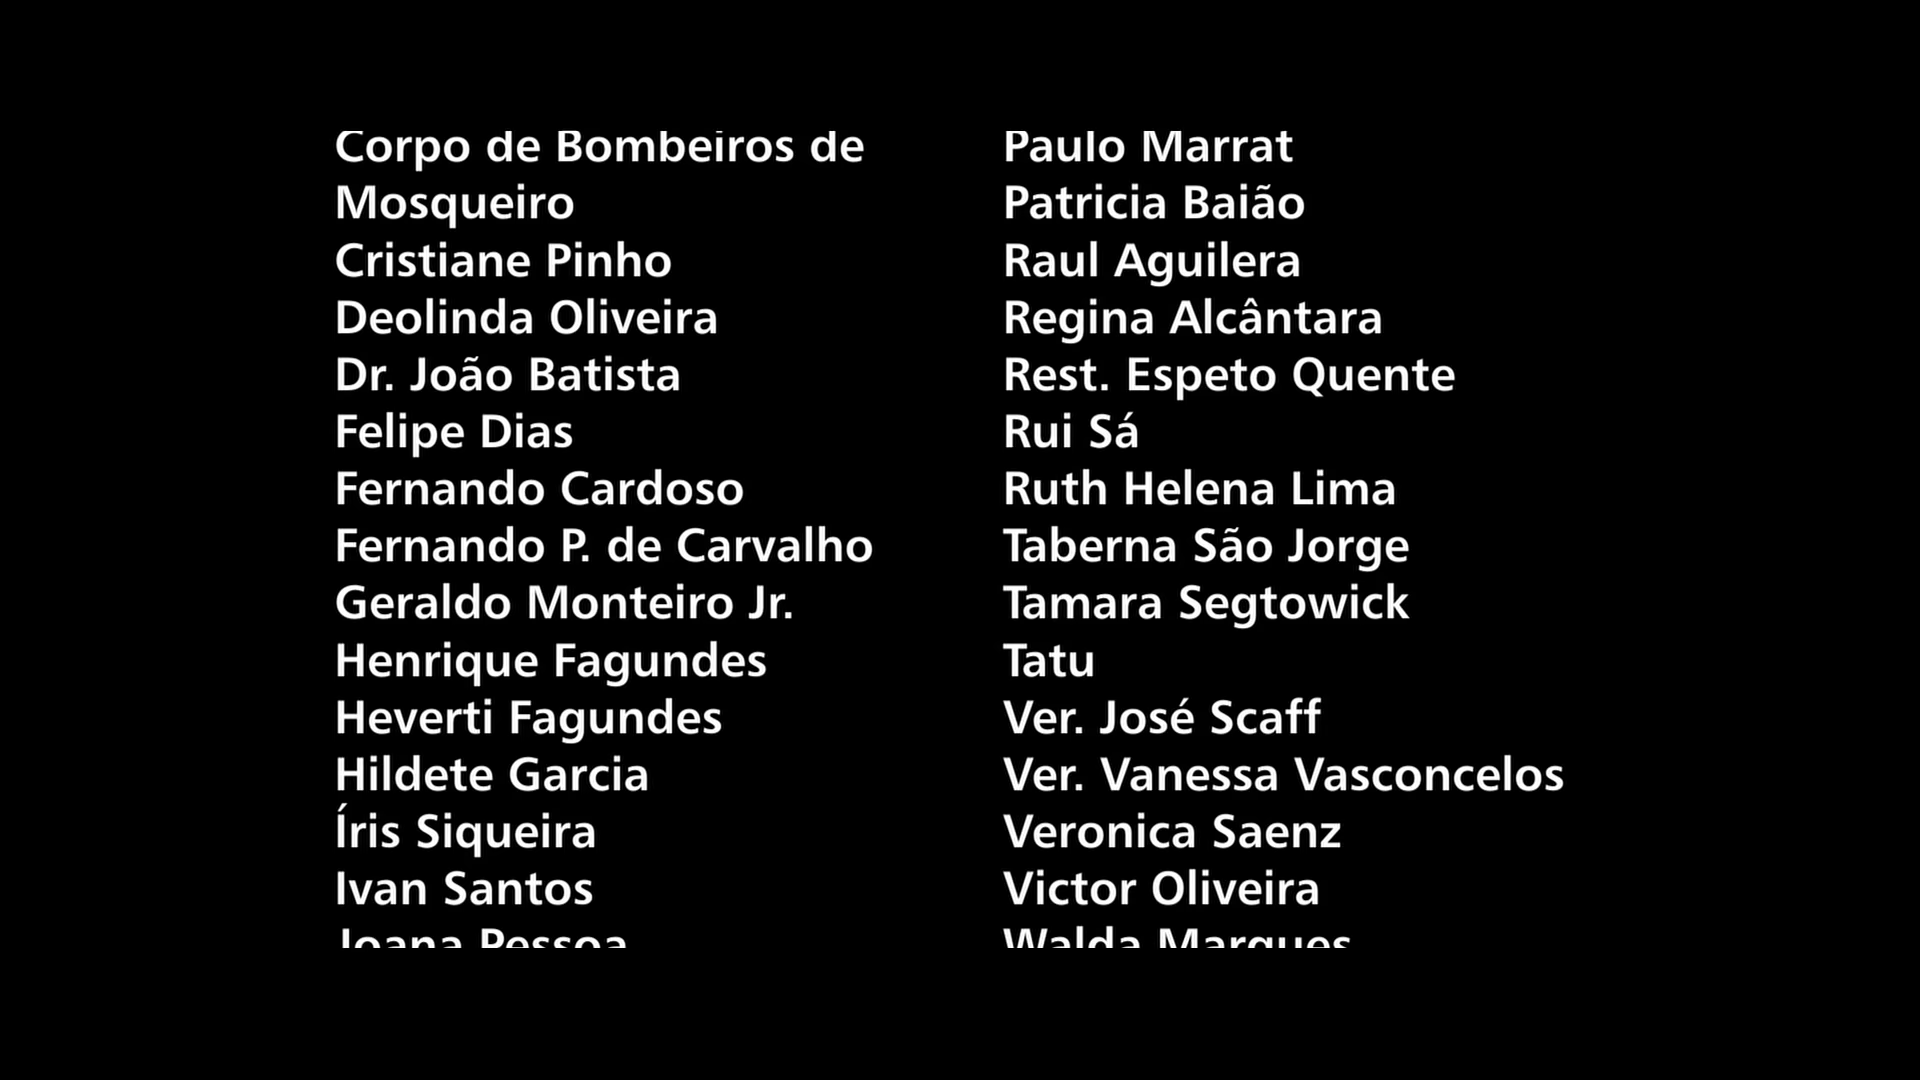 Corpo de Bombeiros de
Mosqueiro
Cristiane Pinho
Deolinda Oliveira
Dr. João Batista
Felipe Dias
Fernando Cardoso
Fernando P. de Carvalho
Geraldo Monteiro Jr.
Henrique Fagundes
Heverti Fagundes
Hildete Garcia
Íris Siqueira
Ivan Santos
Joana Pessoa
Paulo Marrat
Patricia Baião
Raul Aguilera
Regina Alcântara
Rest. Espeto Quente
Rui Sá
Ruth Helena Lima
Taberna São Jorge
Tamara Segtowick
Tatu
Ver. José Scaff
Ver. Vanessa Vasconcelos
Veronica Saenz
Victor Oliveira
Walda Marques